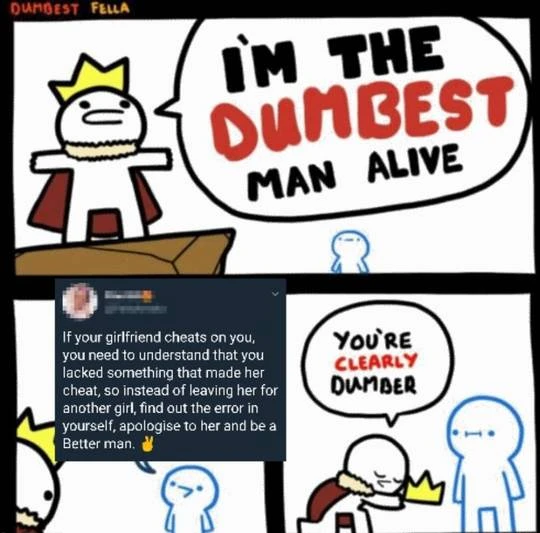 DUMBEST FELLA
I'M THE
DUMBEST
MAN ALIVE
If your girlfriend cheats on you,
you need to understand that you
lacked something that made her
cheat, so instead of leaving her for
another girl, find out the error in
yourself, apologise to her and be a
Better man. ✌
YOU'RE
CLEARLY
DUMBER